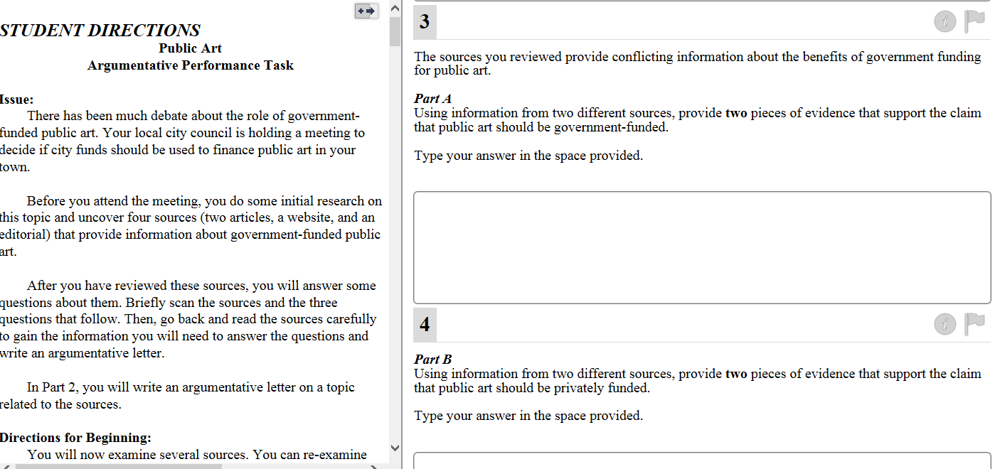 STUDENT DIRECTIONS
Public Art
Argumentative Performance Task
Issue:
There has been much debate about the role of government-
funded public art. Your local city council is holding a meeting to
decide if city funds should be used to finance public art in your
town.
Before you attend the meeting, you do some initial research on
this topic and uncover four sources (two articles, a website, and an
editorial) that provide information about government-funded public
art.
After you have reviewed these sources, you will answer some
questions about them. Briefly scan the sources and the three
questions that follow. Then, go back and read the sources carefully
to gain the information you will need to answer the questions and
write an argumentative letter.
In Part 2, you will write an argumentative letter on a topic
related to the sources.
Directions for Beginning:
You will now examine several sources. You can re-examine
3
The sources you reviewed provide conflicting information about the benefits of government funding
for public art.
Part A
Using information from two different sources, provide two pieces of evidence that support the claim
that public art should be government-funded.
Type your answer in the space provided.
4
Part B
Using information from two different sources, provide two pieces of evidence that support the claim
that public art should be privately funded.
Type your answer in the space provided.